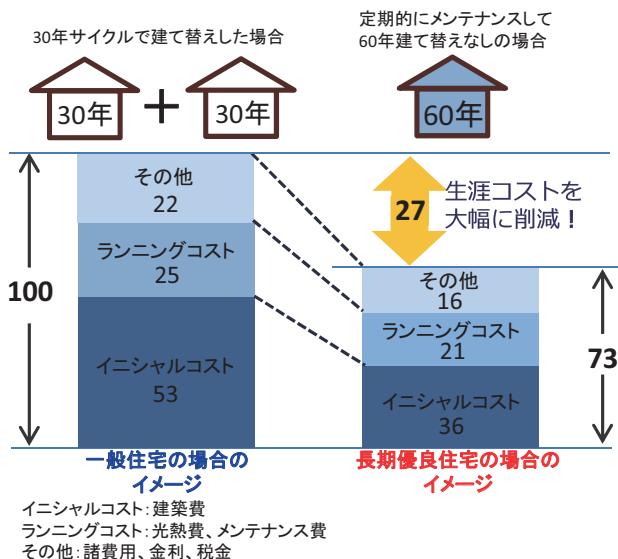 30年サイクルで建て替えした場合
定期的にメンテナンスして
60年建て替えなしの場合
30年
30年
60年
その他
22
ランニングコスト
25
イニシャルコスト
53
100
27
生涯コストを
大幅に削減！
その他
16
ランニングコスト
21
イニシャルコスト
36
73
一般住宅の場合の
イメージ
長期優良住宅の場合の
イメージ
イニシャルコスト：建築費
ランニングコスト：光熱費、メンテナンス費
その他：諸費用、金利、税金